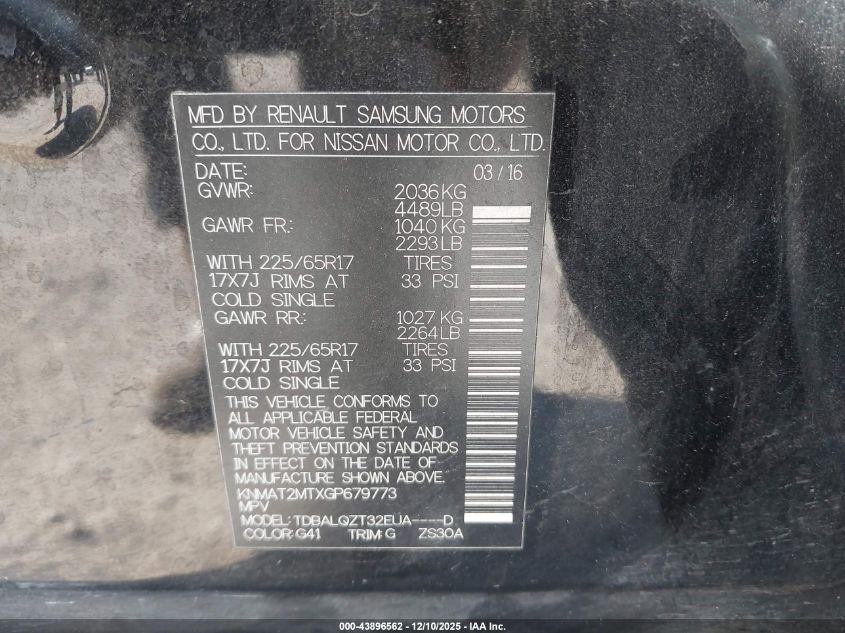 MFD BY RENAULT SAMSUNG MOTORS
CO., LTD. FOR NISSAN MOTOR CO., LTD.
DATE: 03 / 16
GVWR: 2036 KG
4489LB
GAWR FR.: 1040 KG
2293 LB
WITH 225/65R17 TIRES
17X7J RIMS AT 33 PSI
COLD SINGLE
GAWR RR.: 1027 KG
2264LB
WITH 225/65R17 TIRES
17X7J RIMS AT 33 PSI
COLD SINGLE
THIS VEHICLE CONFORMS TO
ALL APPLICABLE FEDERAL
MOTOR VEHICLE SAFETY AND
THEFT PREVENTION STANDARDS
IN EFFECT ON THE DATE OF
MANUFACTURE SHOWN ABOVE.
KNMAT2MTXGP679773
MPV
MODEL: TDBALQZT32EUA----D
COLOR: G41 TRIM: G ZS30A
000-43896562 - 12/10/2025 - IAA Inc.